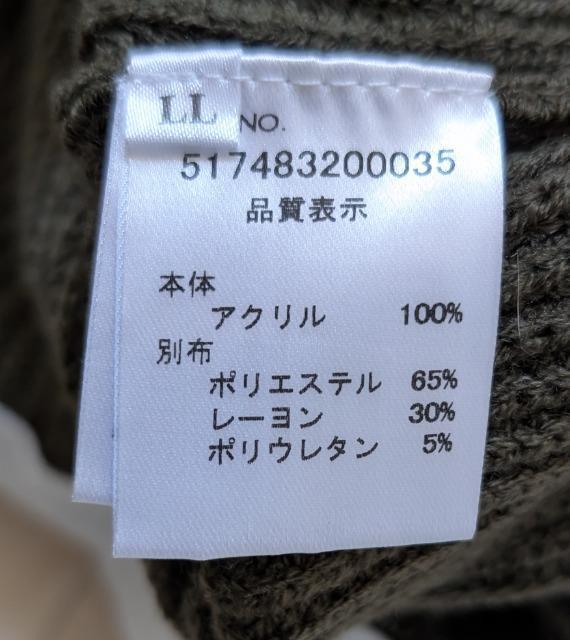 LL
NO.
517483200035
品質表示
本体
アクリル 100%
別布
ポリエステル 65%
レーヨン 30%
ポリウレタン 5%